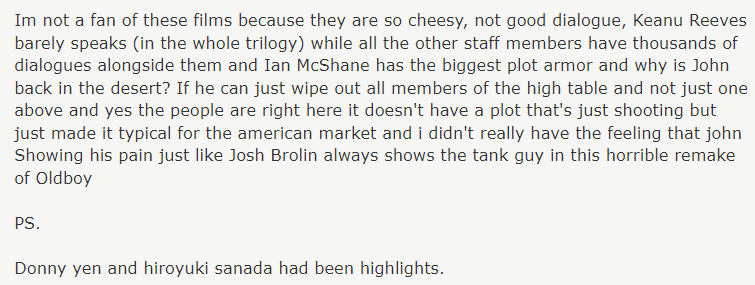 Im not a fan of these films because they are so cheesy, not good dialogue, Keanu Reeves
barely speaks (in the whole trilogy) while all the other staff members have thousands of
dialogues alongside them and Ian McShane has the biggest plot armor and why is John
back in the desert? If he can just wipe out all members of the high table and not just one
above and yes the people are right here it doesn't have a plot that's just shooting but
just made it typical for the american market and i didn't really have the feeling that john
Showing his pain just like Josh Brolin always shows the tank guy in this horrible remake
of Oldboy
PS.
Donny yen and hiroyuki sanada had been highlights.